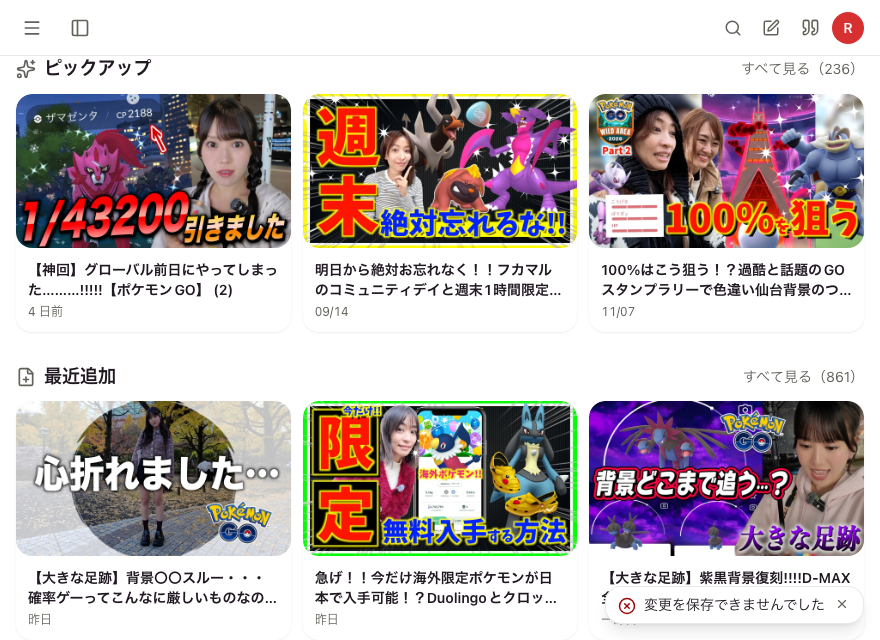 R
ピックアップ
すべて見る（236）
ザマゼンタ / CP2188
1/43200引きました
【神回】グローバル前日にやってしまっ
た………!!!!!【ポケモンGO】 (2)
4 日前
週末
絶対忘れるな!!
明日から絶対お忘れなく！！フカマル
のコミュニティデイと週末1時間限定...
09/14
Pokémon GO
WILD AREA
2026
Part2
100%を狙う
100%はこう狙う！？過酷と話題のGO
スタンプラリーで色違い仙台背景のつ...
11/07
最近追加
すべて見る（861）
心折れました…
Pokémon GO
【大きな足跡】背景〇〇スルー・・・
確率ゲーってこんなに厳しいものなの...
昨日
今だけ!!
限定
海外ポケモン!!
無料入手する方法
急げ！！今だけ海外限定ポケモンが日
本で入手可能！？Duolingoとクロッ...
昨日
Pokémon GO
背景どこまで追う…？
大きな足跡
【大きな足跡】紫黒背景復刻!!!!D-MAX
変更を保存できませんでした